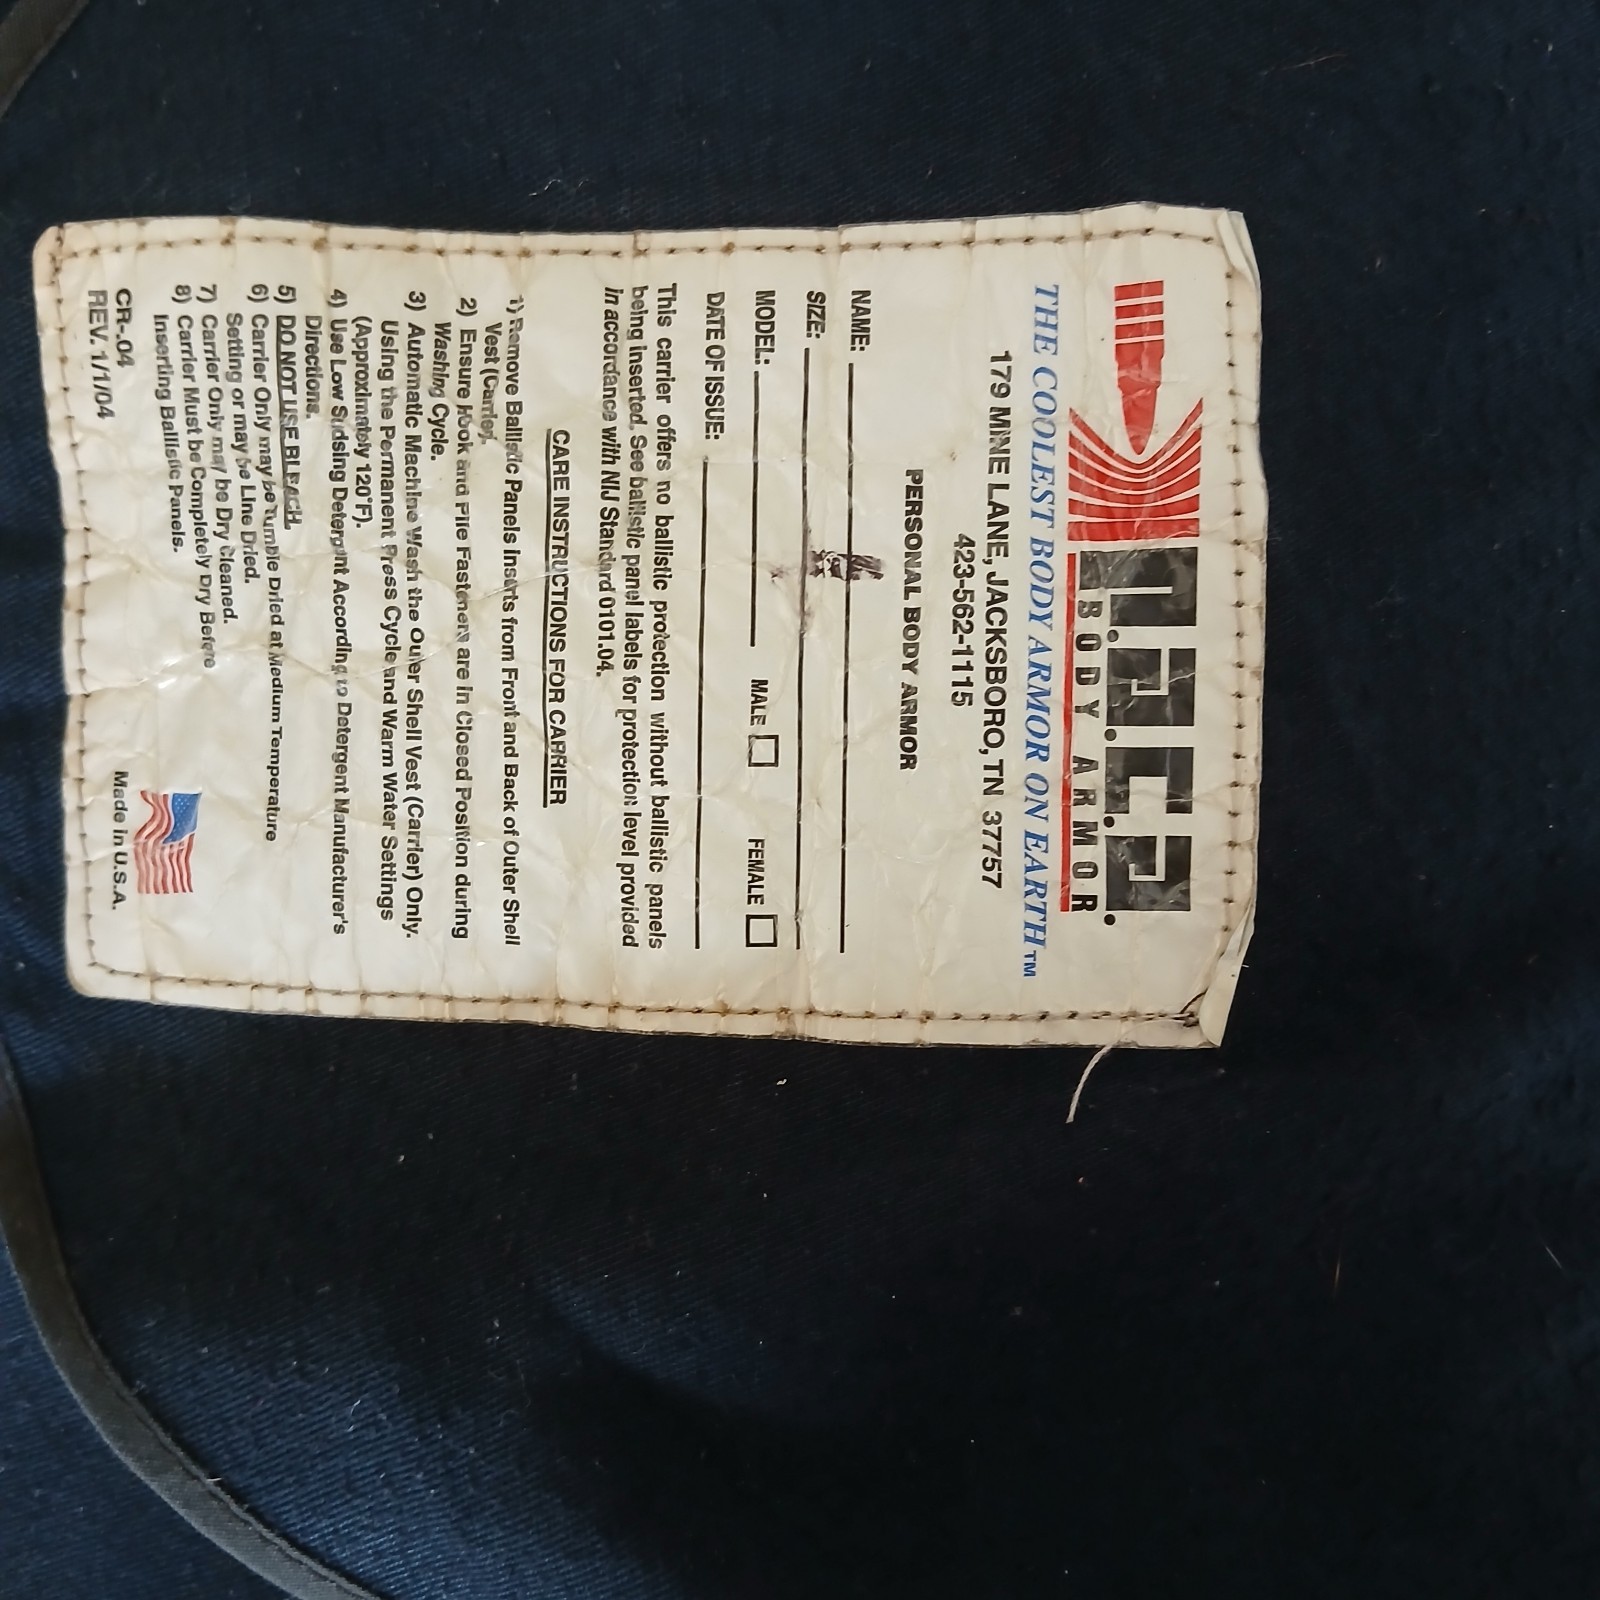 P.A.C.A.
BODY ARMOR
THE COOLEST BODY ARMOR ON EARTH™
179 MINE LANE, JACKSBORO, TN 37757
423-562-1115
PERSONAL BODY ARMOR
NAME:
SIZE:
MODEL: MALE FEMALE
DATE OF ISSUE:
This carrier offers no ballistic protection without ballistic panels
being inserted. See ballistic panel labels for protection level provided
in accordance with NIJ Standard 0101.04.
CARE INSTRUCTIONS FOR CARRIER
1) Remove Ballistic Panels Inserts from Front and Back of Outer Shell
Vest (Carrier).
2) Ensure Hook and Pile Fasteners are in Closed Position during
Washing Cycle.
3) Automatic Machine Wash the Outer Shell Vest (Carrier) Only.
Using the Permanent Press Cycle and Warm Water Settings
(Approximately 120°F).
4) Use Low Sudsing Detergent According to Detergent Manufacturer's
Directions.
5) DO NOT USE BLEACH.
6) Carrier Only may be Tumble Dried at Medium Temperature
Setting or may be Line Dried.
7) Carrier Only may be Dry Cleaned.
8) Carrier Must be Completely Dry Before
Inserting Ballistic Panels.
CR-.04
REV. 1/1/04
Made in U.S.A.